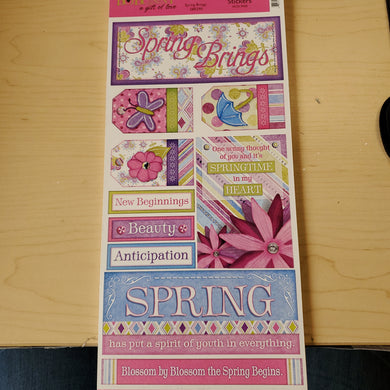 a gift of love
Spring Brings
Stickers
Spring Brings
One sunny thought
of you and it's
SPRINGTIME
in my
HEART
New Beginnings
Beauty
Anticipation
SPRING
has put a spirit of youth in everything.
Blossom by Blossom the Spring Begins.